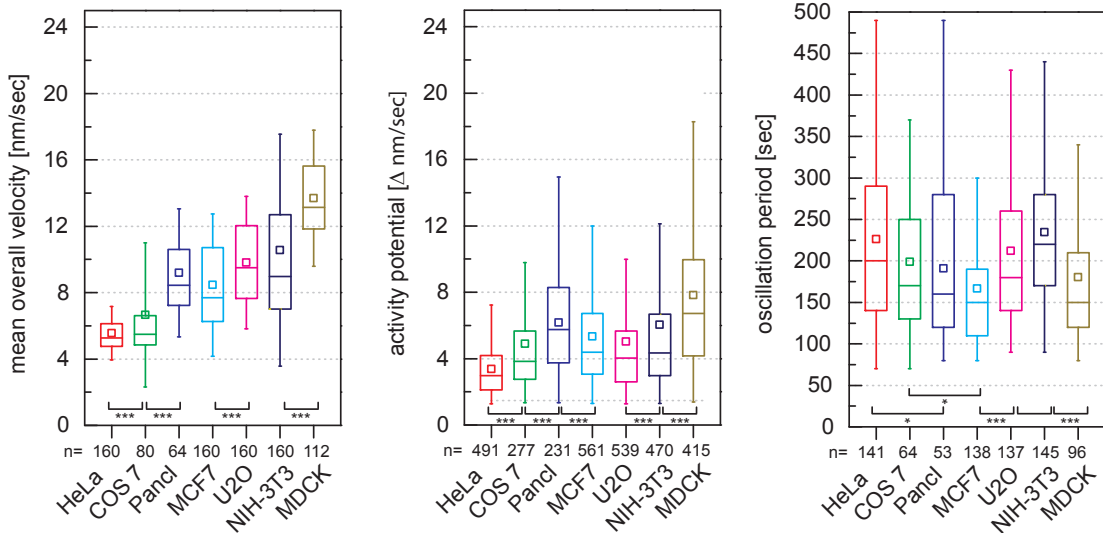 mean overall velocity [nm/sec]
24
20
16
12
8
4
0
*** *** *** ***
n= 160 80 64 160 160 160 112
HeLa
COS 7
Pancl
MCF7
U2O
NIH-3T3
MDCK
activity potential [Δ nm/sec]
24
20
16
12
8
4
0
*** *** *** *** ***
n= 491 277 231 561 539 470 415
HeLa
COS 7
Pancl
MCF7
U2O
NIH-3T3
MDCK
oscillation period [sec]
500
450
400
350
300
250
200
150
100
50
0
*
* *** ***
n= 141 64 53 138 137 145 96
HeLa
COS 7
Pancl
MCF7
U2O
NIH-3T3
MDCK